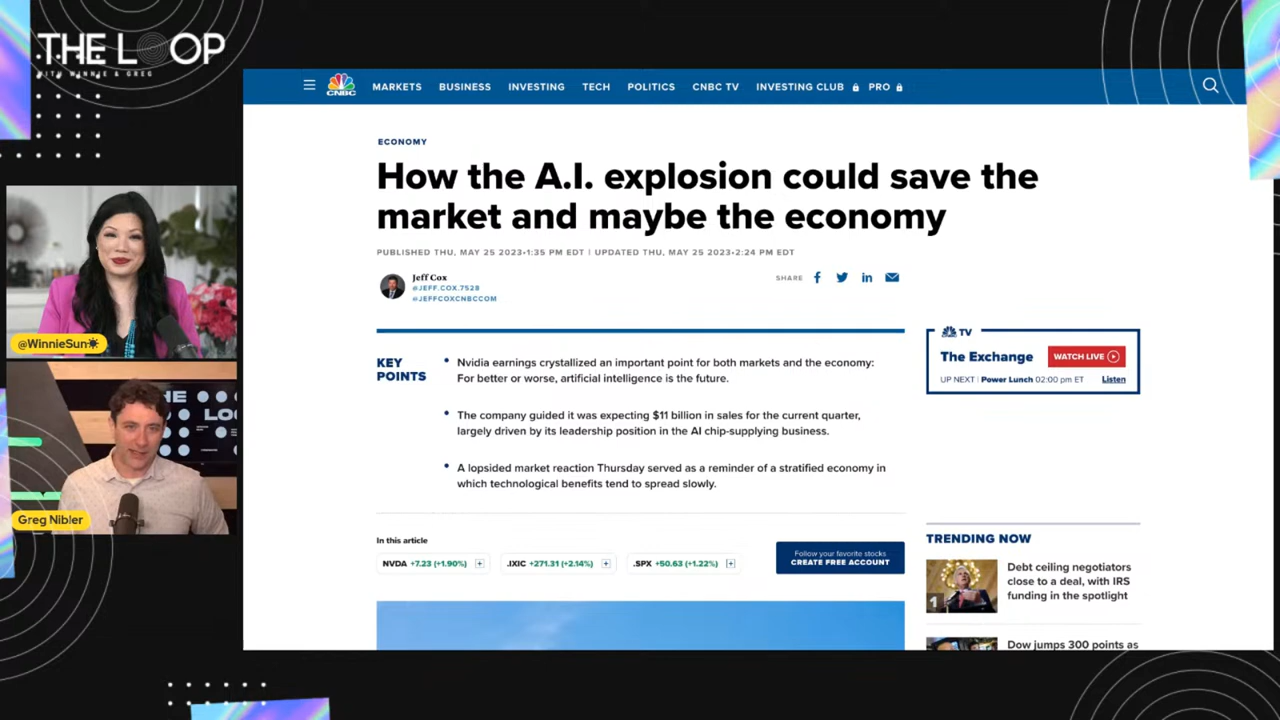 THE LOOP
WITH WINNIE & GREG
CNBC
MARKETS BUSINESS INVESTING TECH POLITICS CNBC TV INVESTING CLUB PRO
ECONOMY
How the A.I. explosion could save the
market and maybe the economy
PUBLISHED THU, MAY 25 2023•1:35 PM EDT | UPDATED THU, MAY 25 2023•2:24 PM EDT
Jeff Cox
@JEFF.COX.7528
@JEFFCOXCNBCCOM
SHARE
KEY
POINTS
• Nvidia earnings crystallized an important point for both markets and the economy:
For better or worse, artificial intelligence is the future.
• The company guided it was expecting $11 billion in sales for the current quarter,
largely driven by its leadership position in the AI chip-supplying business.
• A lopsided market reaction Thursday served as a reminder of a stratified economy in
which technological benefits tend to spread slowly.
TV
The Exchange
WATCH LIVE
UP NEXT | Power Lunch 02:00 pm ET
Listen
In this article
NVDA +7.23 (+1.90%)
.IXIC +271.31 (+2.14%)
.SPX +50.63 (+1.22%)
Follow your favorite stocks
CREATE FREE ACCOUNT
TRENDING NOW
1
Debt ceiling negotiators
close to a deal, with IRS
funding in the spotlight
Dow jumps 300 points as
@WinnieSun
THE
LOO
Greg Nibler